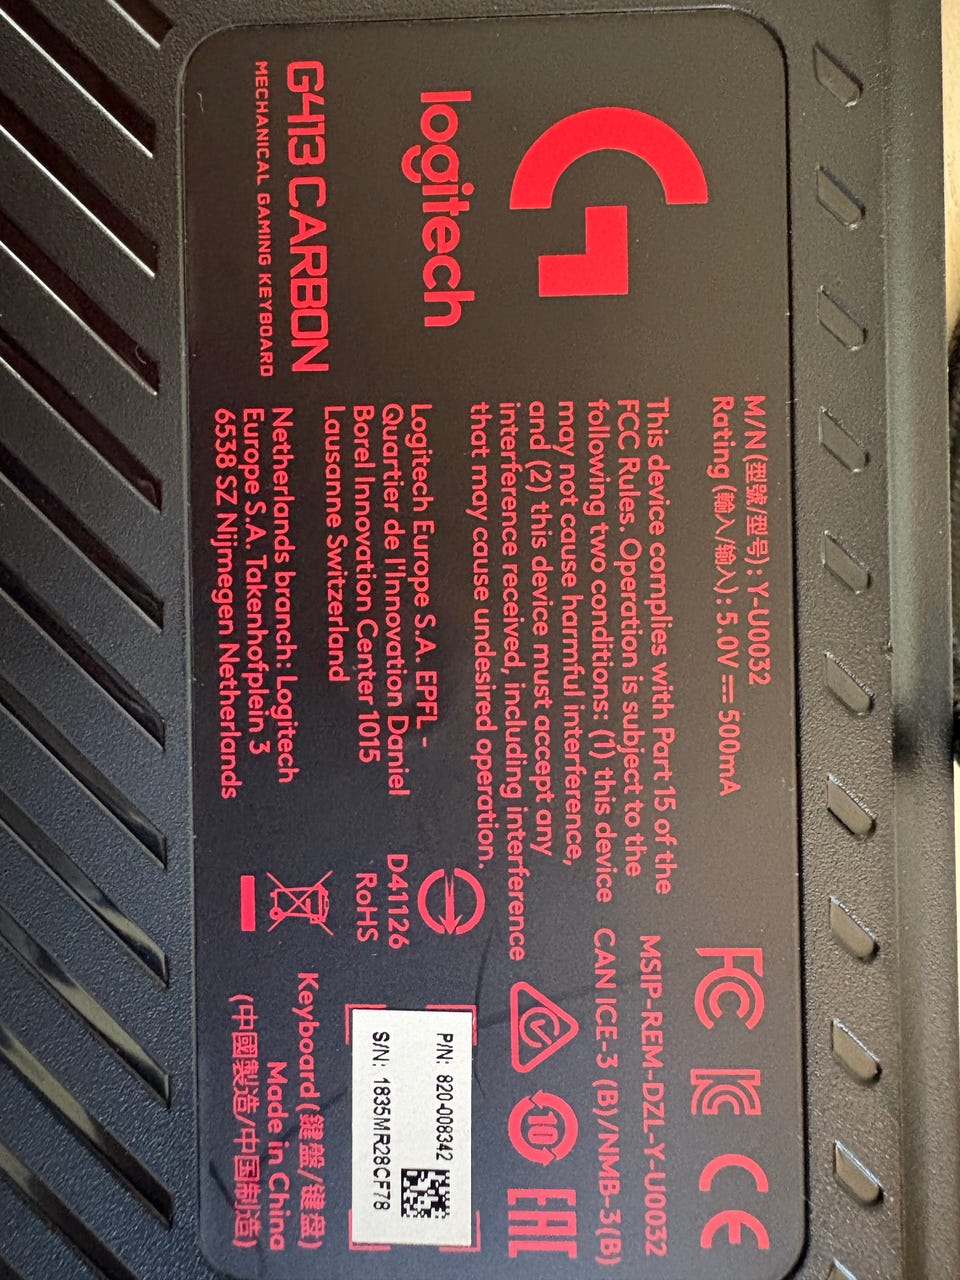 logitech
G413 CARBON
MECHANICAL GAMING KEYBOARD
M/N (型號/型号) : Y-U0032
Rating (輸入/输入) : 5.0V ⎓ 500mA
This device complies with Part 15 of the
FCC Rules. Operation is subject to the
following two conditions: (1) this device
may not cause harmful interference,
and (2) this device must accept any
interference received, including interference
that may cause undesired operation.
Logitech Europe S.A. EPFL -
Quartier de l'Innovation Daniel
Borel Innovation Center 1015
Lausanne Switzerland
Netherlands branch: Logitech
Europe S.A. Takenhofplein 3
6538 SZ Nijmegen Netherlands
D41126
RoHS
FC CE
MSIP-REM-DZL-Y-U0032
CAN ICE-3 (B)/NMB-3(B)
10 EAC
P/N: 820-008342
S/N: 1835MR28CF78
Keyboard (鍵盤/键盘)
Made in China
(中國製造/中国制造)